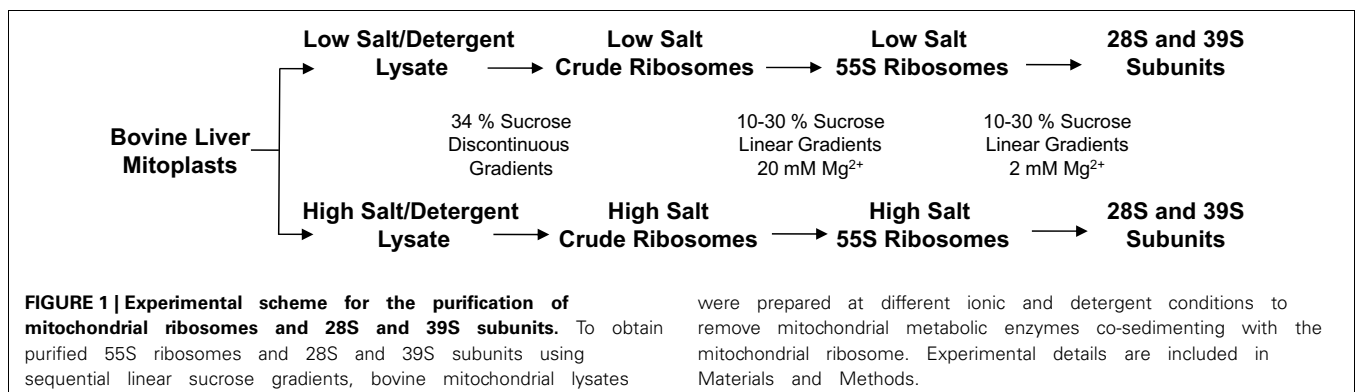 Low Salt/Detergent Lysate
Low Salt Crude Ribosomes
Low Salt 55S Ribosomes
28S and 39S Subunits
Bovine Liver Mitoplasts
34 % Sucrose Discontinuous Gradients
10-30 % Sucrose Linear Gradients 20 mM Mg²⁺
10-30 % Sucrose Linear Gradients 2 mM Mg²⁺
High Salt/Detergent Lysate
High Salt Crude Ribosomes
High Salt 55S Ribosomes
28S and 39S Subunits
FIGURE 1 | Experimental scheme for the purification of
mitochondrial ribosomes and 28S and 39S subunits. To obtain
purified 55S ribosomes and 28S and 39S subunits using
sequential linear sucrose gradients, bovine mitochondrial lysates
were prepared at different ionic and detergent conditions to
remove mitochondrial metabolic enzymes co-sedimenting with the
mitochondrial ribosome. Experimental details are included in
Materials and Methods.